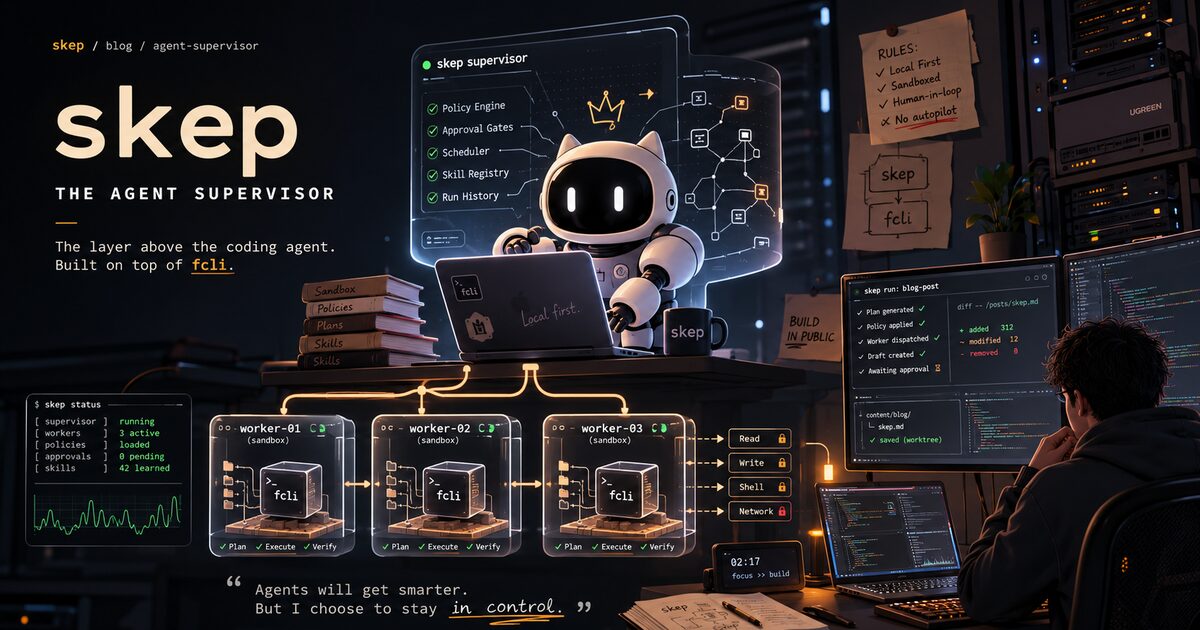 skep / blog / agent-supervisor
skep
THE AGENT SUPERVISOR
The layer above the coding agent.
Built on top of fcli.
skep supervisor
Policy Engine
Approval Gates
Scheduler
Skill Registry
Run History
RULES:
✓ Local First
✓ Sandboxed
✓ Human-in-loop
✗ No autopilot
UGREEN
skep
fcli
Sandbox
Policies
Plans
Skills
Skills
>_
fcli
Local first.
skep
BUILD
IN PUBLIC
skep run: blog-post
✓ Plan generated ✓
✓ Policy applied ✓
✓ Worker dispatched ✓
✓ Draft created ✓
✓ Awaiting approval
diff -- /posts/skep.md
+ added 312
~ modified 12
- removed 8
content/blog/
skep.md
✓ saved (worktree)
$ skep status
[ supervisor ] running
[ workers ] 3 active
[ policies ] loaded
[ approvals ] 0 pending
[ skills ] 42 learned
worker-01
(sandbox)
>_
fcli
✓ Plan ✓ Execute ✓ Verify
worker-02
(sandbox)
>_
fcli
✓ Plan ✓ Execute ✓ Verify
worker-03
(sandbox)
>_
fcli
✓ Plan ✓ Execute ✓ Verify
Read
Write
Shell
Network
02:17
focus >> build
skep
“ Agents will get smarter.
But I choose to stay in control. ”